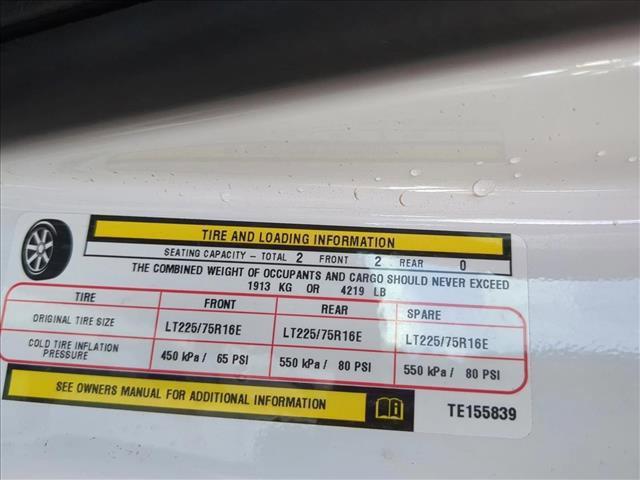 TIRE AND LOADING INFORMATION
SEATING CAPACITY - TOTAL 2 FRONT 2 REAR 0
THE COMBINED WEIGHT OF OCCUPANTS AND CARGO SHOULD NEVER EXCEED
1913 KG OR 4219 LB
TIRE FRONT REAR SPARE
ORIGINAL TIRE SIZE LT225/75R16E LT225/75R16E LT225/75R16E
COLD TIRE INFLATION
PRESSURE 450 kPa / 65 PSI 550 kPa / 80 PSI 550 kPa / 80 PSI
SEE OWNERS MANUAL FOR ADDITIONAL INFORMATION
TE155839